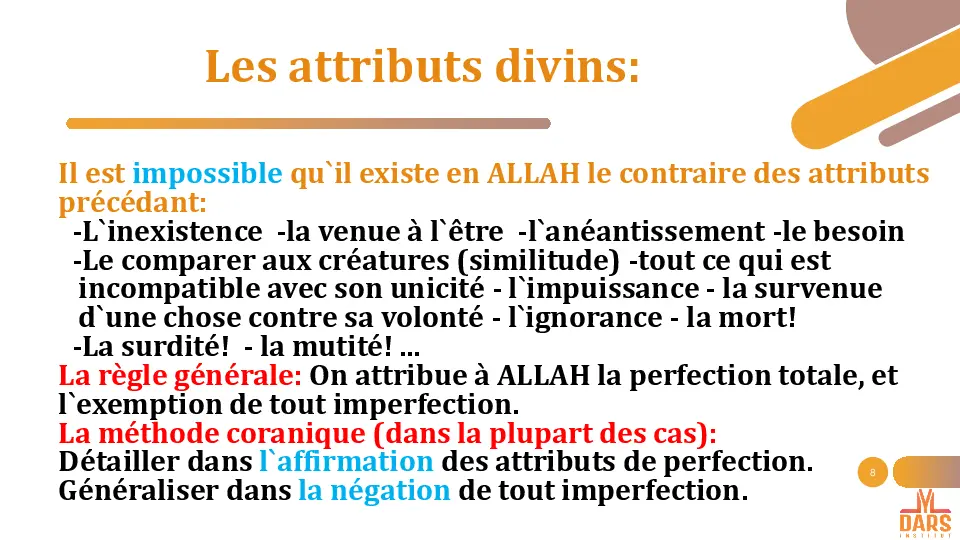 Les attributs divins:
Il est impossible qu`il existe en ALLAH le contraire des attributs
précédant:
-L`inexistence -la venue à l`être -l`anéantissement -le besoin
-Le comparer aux créatures (similitude) -tout ce qui est
incompatible avec son unicité - l`impuissance - la survenue
d`une chose contre sa volonté - l`ignorance - la mort!
-La surdité! - la mutité! ...
La règle générale: On attribue à ALLAH la perfection totale, et
l`exemption de tout imperfection.
La méthode coranique (dans la plupart des cas):
Détailler dans l`affirmation des attributs de perfection.
Généraliser dans la négation de tout imperfection.
8
DARS
INSTITUT